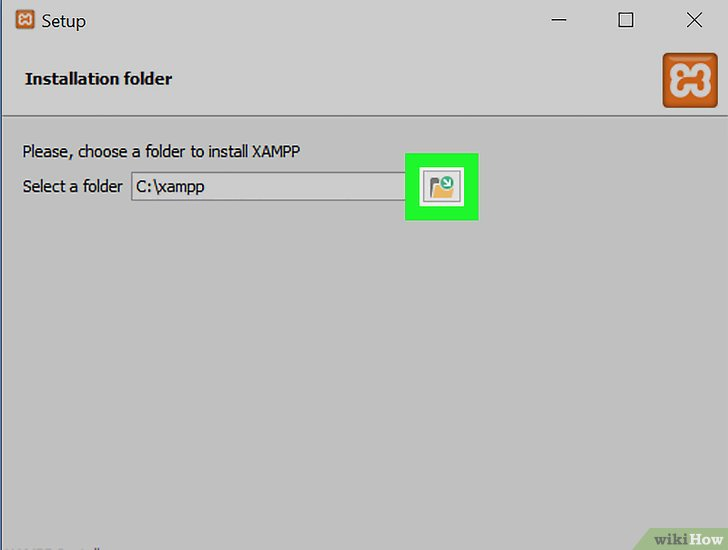 Setup
Installation folder
Please, choose a folder to install XAMPP
Select a folder C:\xampp
wikiHow